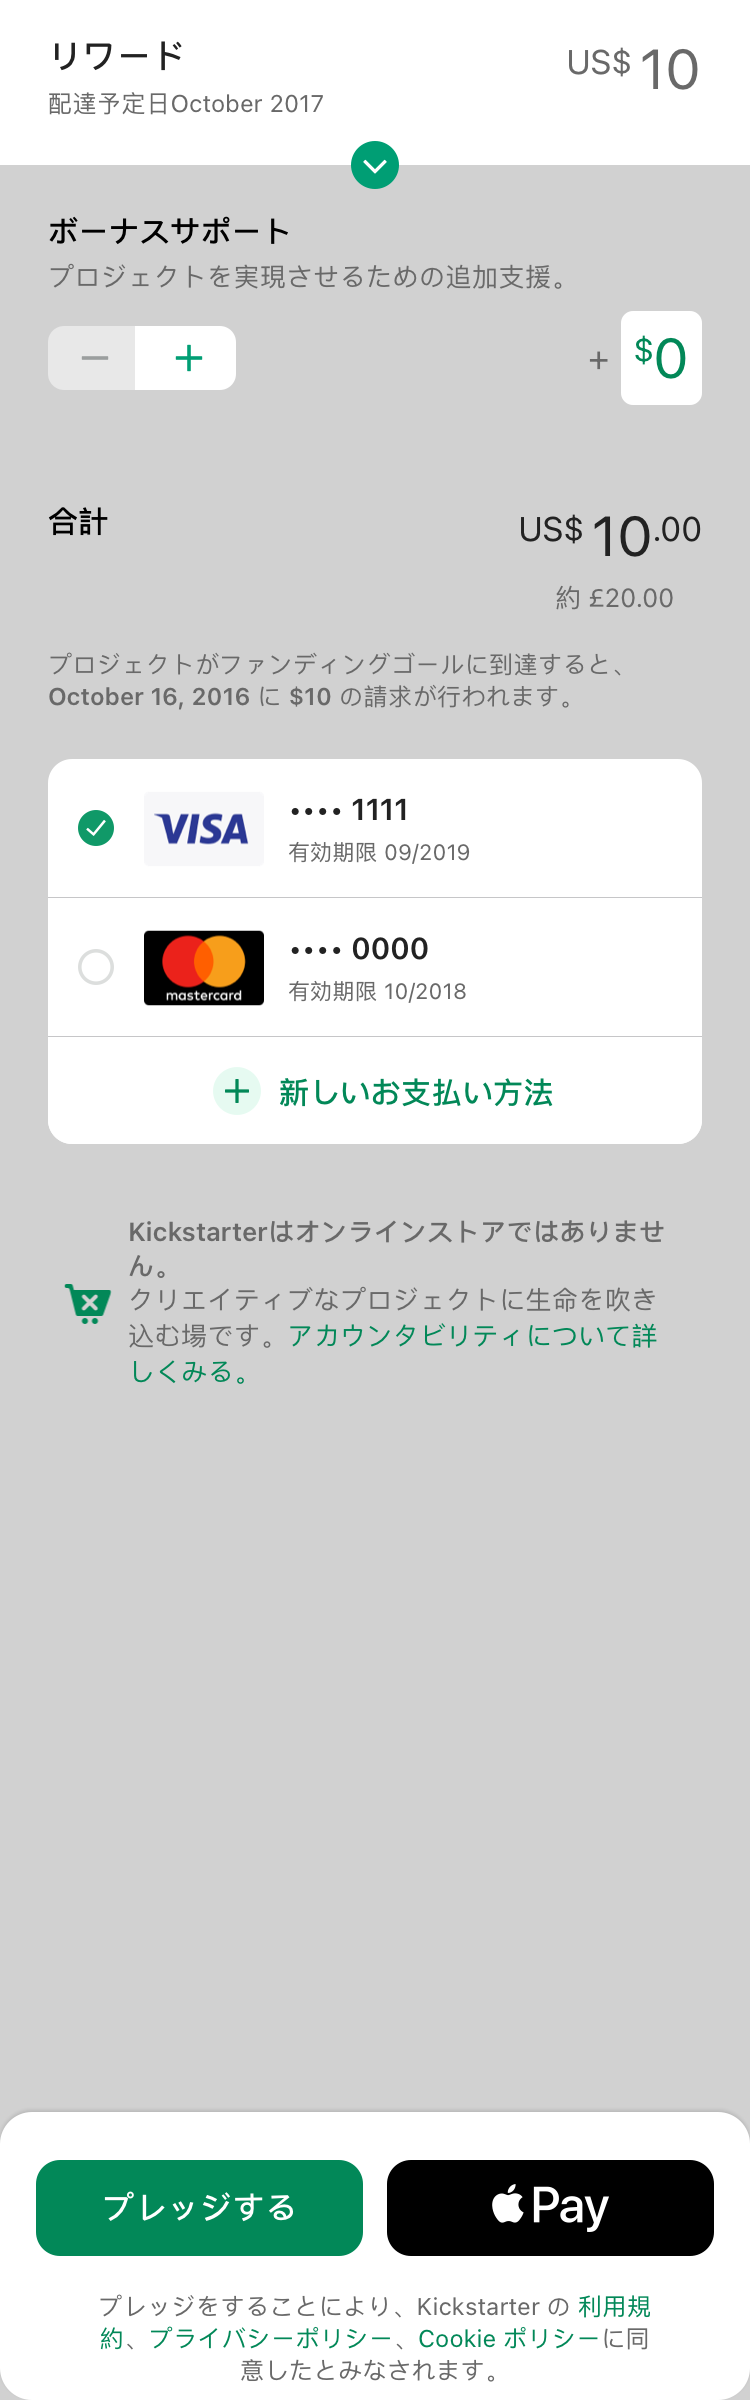 リワード
US$ 10
配達予定日October 2017
ボーナスサポート
プロジェクトを実現させるための追加支援。
+ $0
合計
US$ 10.00
約 £20.00
プロジェクトがファンディングゴールに到達すると、
October 16, 2016 に $10 の請求が行われます。
VISA
•••• 1111
有効期限 09/2019
mastercard
•••• 0000
有効期限 10/2018
新しいお支払い方法
Kickstarterはオンラインストアではありませ
ん。
クリエイティブなプロジェクトに生命を吹き
込む場です。アカウンタビリティについて詳
しくみる。
プレッジする
Pay
プレッジをすることにより、Kickstarter の 利用規
約、プライバシーポリシー、Cookie ポリシーに同
意したとみなされます。